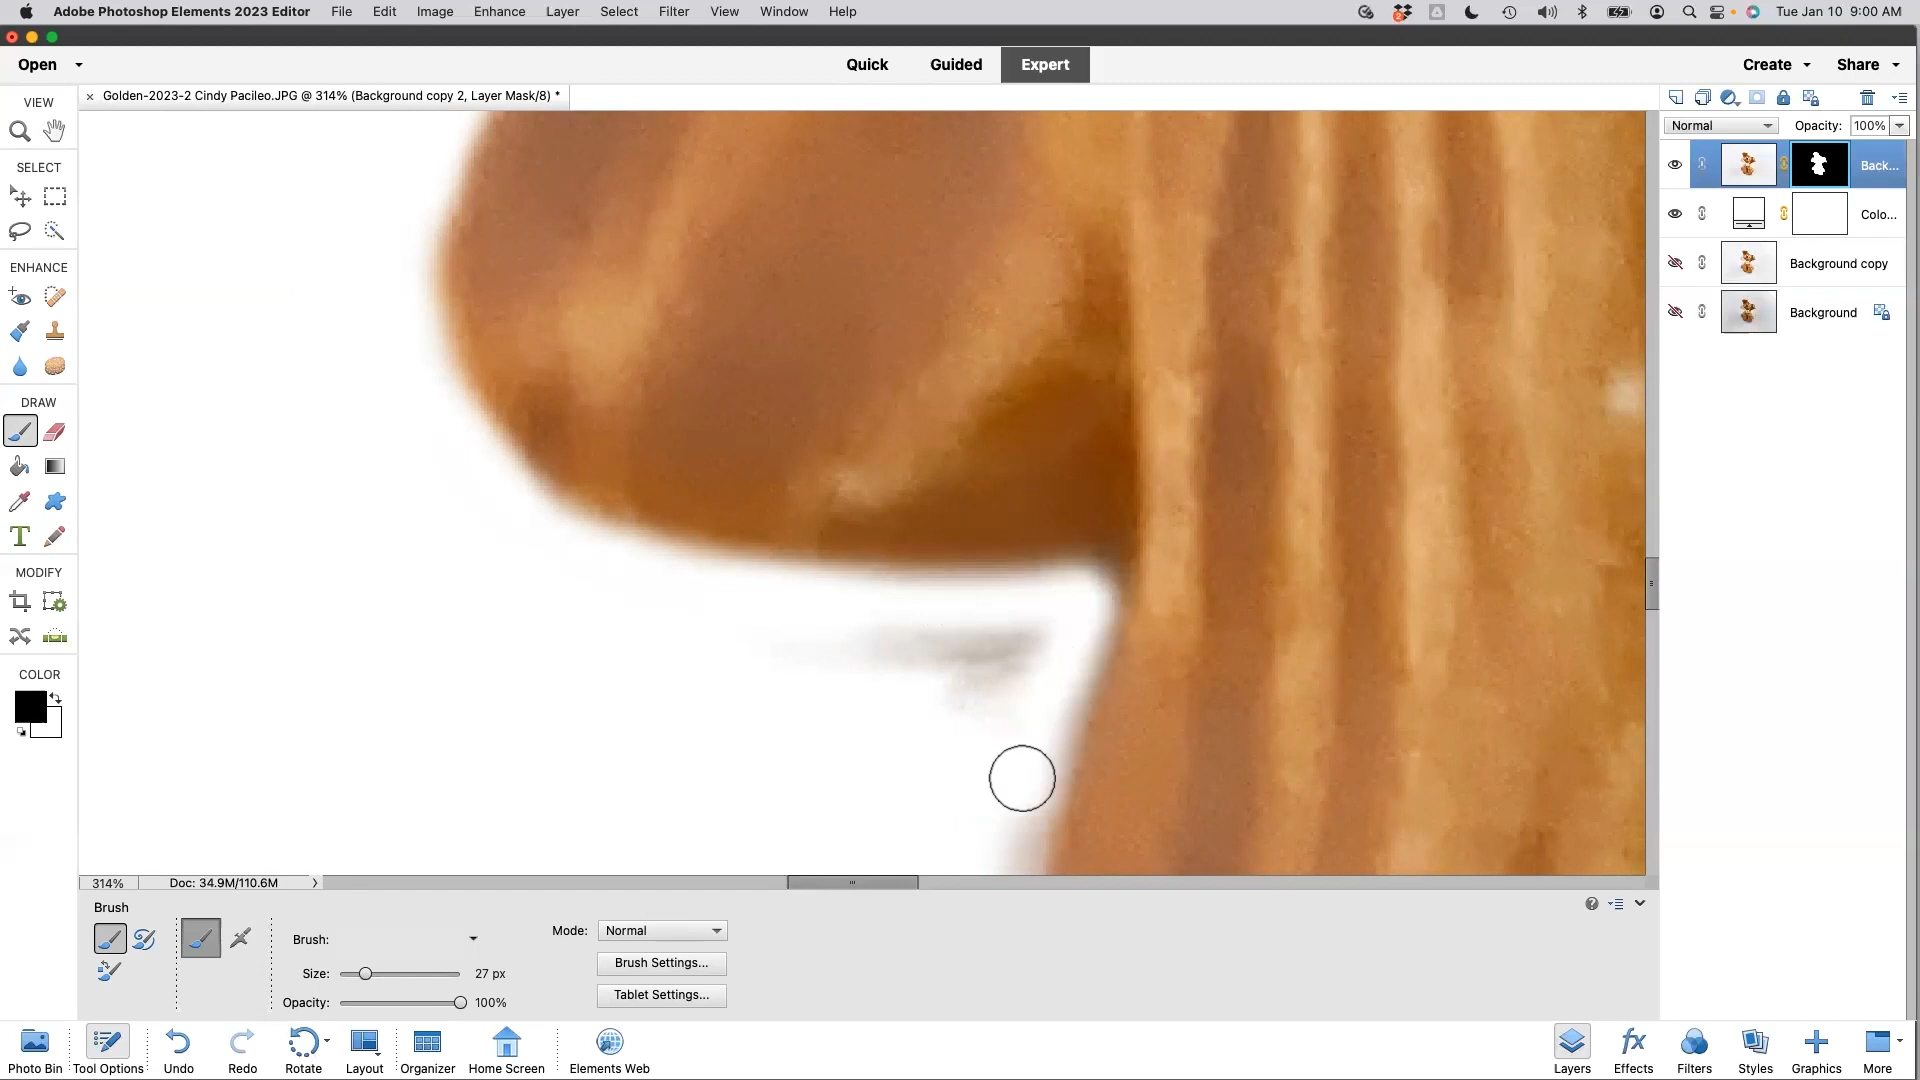 Adobe Photoshop Elements 2023 Editor File Edit Image Enhance Layer Select Filter View Window Help Tue Jan 10 9:00 AM
Open Quick Guided Expert Create Share
VIEW
Golden-2023-2 Cindy Pacileo.JPG @ 314% (Background copy 2, Layer Mask/8) *
Normal Opacity: 100%
SELECT
Back...
Colo...
ENHANCE
Background copy
Background
DRAW
T
MODIFY
COLOR
314% Doc: 34.9M/110.6M
Brush
Brush: Mode: Normal
Brush Settings...
Size: 27 px
Tablet Settings...
Opacity: 100%
Photo Bin Tool Options Undo Redo Rotate Layout Organizer Home Screen Elements Web Layers Effects Filters Styles Graphics More